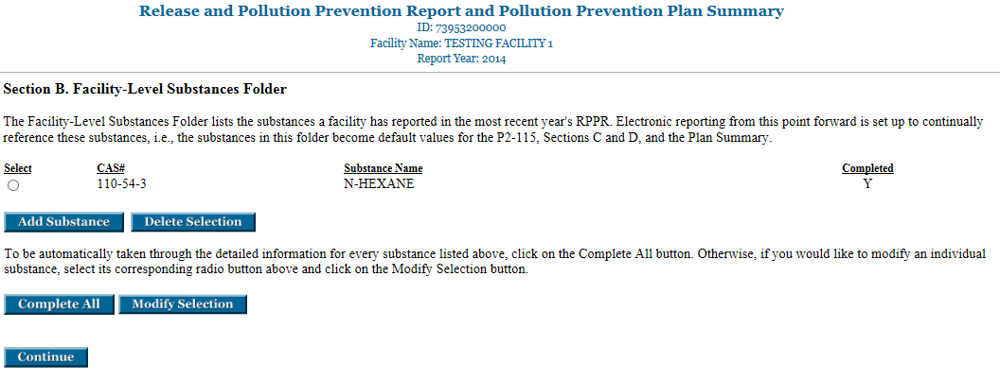 Release and Pollution Prevention Report and Pollution Prevention Plan Summary
ID: 73953200000
Facility Name: TESTING FACILITY 1
Report Year: 2014
Section B. Facility-Level Substances Folder
The Facility-Level Substances Folder lists the substances a facility has reported in the most recent year's RPPR. Electronic reporting from this point forward is set up to continually
reference these substances, i.e., the substances in this folder become default values for the P2-115, Sections C and D, and the Plan Summary.
Select CAS# Substance Name Completed
110-54-3 N-HEXANE Y
Add Substance Delete Selection
To be automatically taken through the detailed information for every substance listed above, click on the Complete All button. Otherwise, if you would like to modify an individual
substance, select its corresponding radio button above and click on the Modify Selection button.
Complete All Modify Selection
Continue